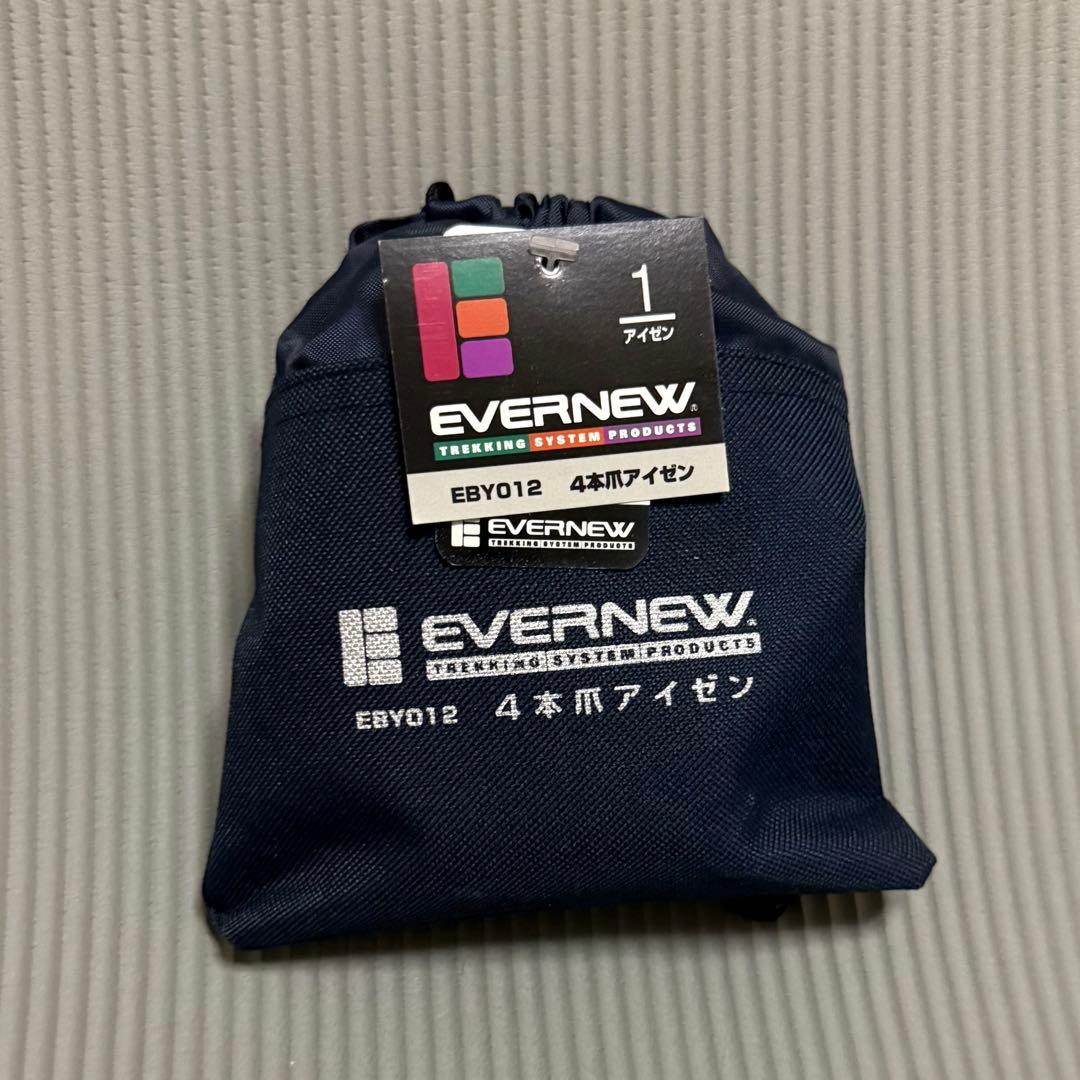 1
アイゼン
EVERNEW®
TREKKING SYSTEM PRODUCTS
EBY012 4本爪アイゼン
EVERNEW
TREKKING SYSTEM PRODUCTS
EVERNEW
TREKKING SYSTEM PRODUCTS
EBY012 4本爪アイゼン